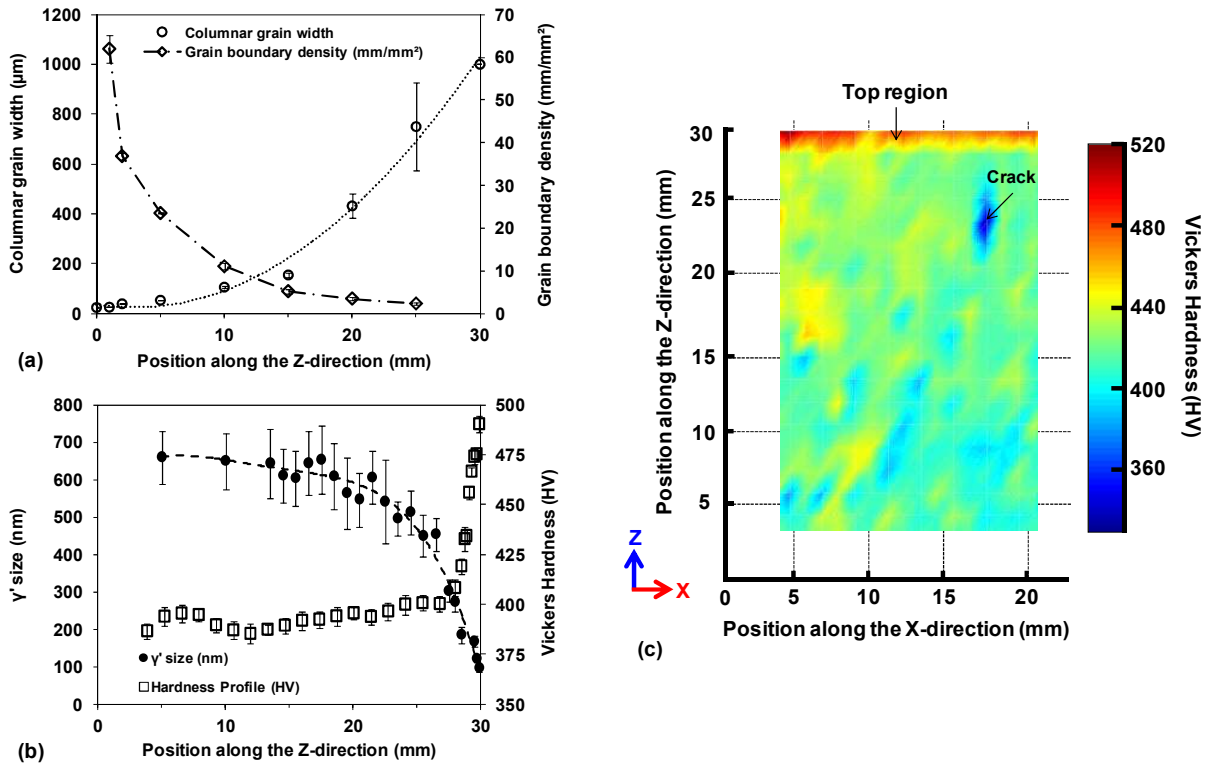 1200
1000
800
600
400
200
0
Columnar grain width (µm)
70
60
50
40
30
20
10
0
Grain boundary density (mm/mm²)
Columnar grain width
Grain boundary density (mm/mm²)
0
10
20
30
Position along the Z-direction (mm)
(a)
800
700
600
500
400
300
200
100
0
γ' size (nm)
500
475
450
425
400
375
350
Vickers Hardness (HV)
γ' size (nm)
Hardness Profile (HV)
0
10
20
30
Position along the Z-direction (mm)
(b)
Top region
Crack
30
25
20
15
10
5
Position along the Z-direction (mm)
0
5
10
15
20
Position along the X-direction (mm)
Z
X
520
480
440
400
360
Vickers Hardness
(HV)
(c)